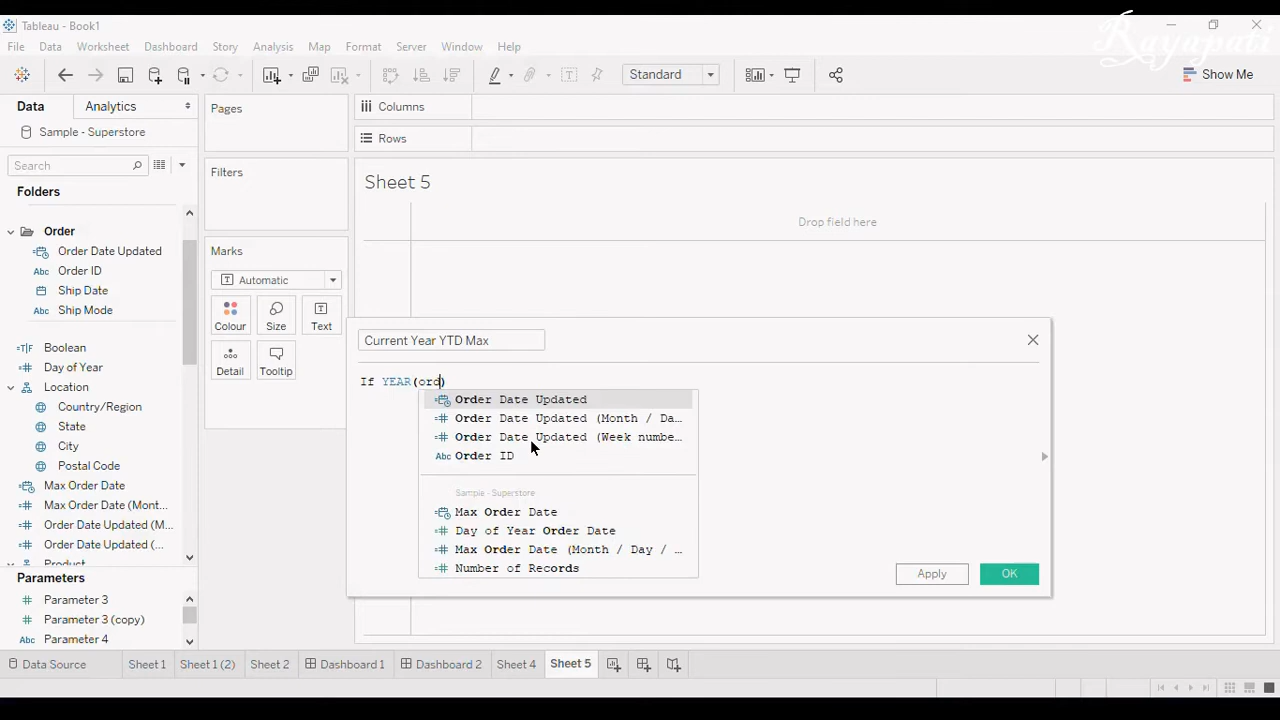 Tableau - Book1
Rayapati
File Data Worksheet Dashboard Story Analysis Map Format Server Window Help
Standard
Show Me
Data Analytics
Pages
Columns
Sample - Superstore
Rows
Search
Filters
Folders
Sheet 5
Drop field here
Order
Order Date Updated
Order ID
Ship Date
Ship Mode
Marks
Automatic
Colour Size Text
Detail Tooltip
Boolean
Day of Year
Location
Country/Region
State
City
Postal Code
Max Order Date
Max Order Date (Mont...
Order Date Updated (M...
Order Date Updated (...
Product
Current Year YTD Max
If YEAR(ord)
Order Date Updated
Order Date Updated (Month / Da...
Order Date Updated (Week numbe...
Order ID
Sample - Superstore
Max Order Date
Day of Year Order Date
Max Order Date (Month / Day / ...
Number of Records
Apply OK
Parameters
Parameter 3
Parameter 3 (copy)
Parameter 4
Data Source Sheet 1 Sheet 1 (2) Sheet 2 Dashboard 1 Dashboard 2 Sheet 4 Sheet 5